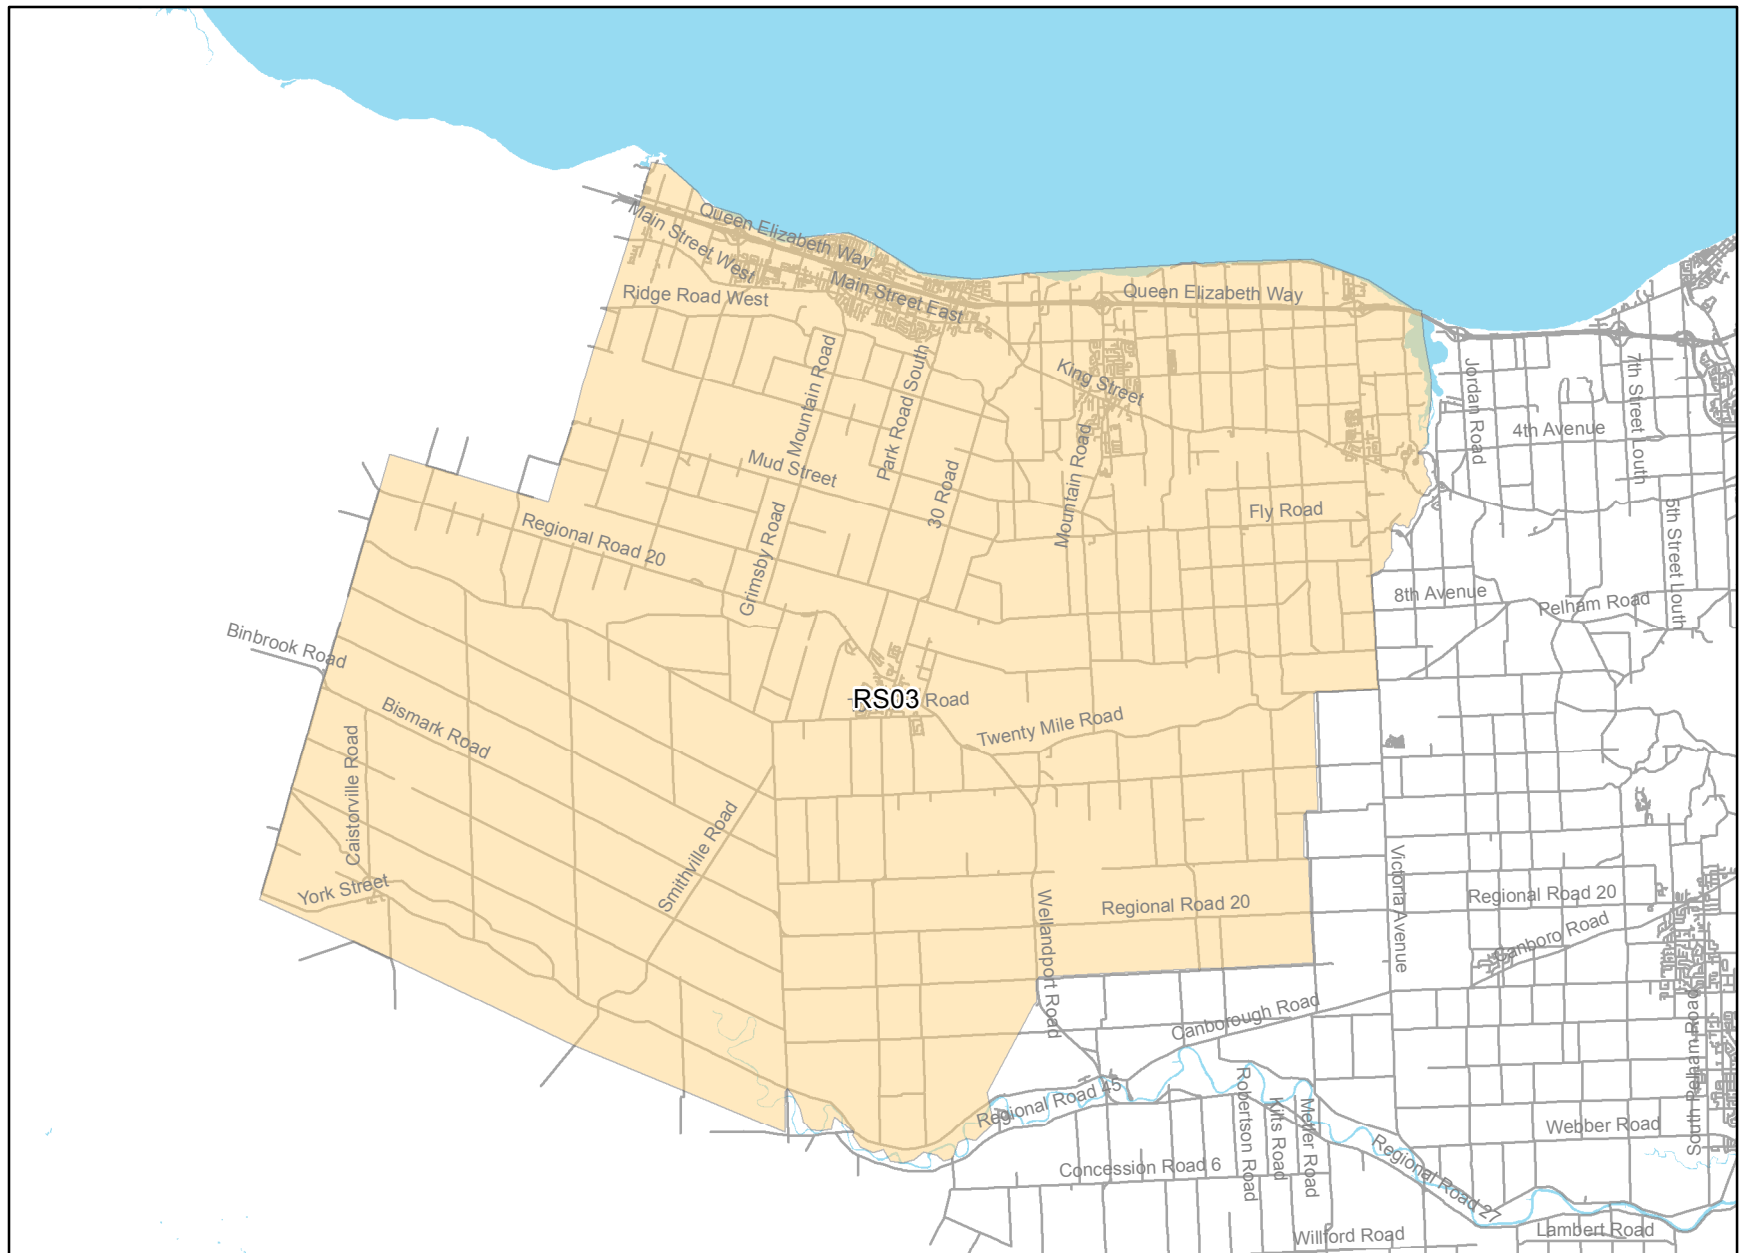 Queen Elizabeth Way
Main Street West
Main Street East
Ridge Road West
Queen Elizabeth Way
Mountain Road
Park Road South
King Street
Jordan Road
7th Street Louth
4th Avenue
Mud Street
30 Road
Mountain Road
Fly Road
5th Street Louth
Regional Road 20
Grimsby Road
8th Avenue
Pelham Road
Binbrook Road
RS03
Road
Bismark Road
Twenty Mile Road
Caistorville Road
Smithville Road
York Street
Wellandport Road
Regional Road 20
Victoria Avenue
Regional Road 20
Canboro Road
Canborough Road
South Pelham Road
Regional Road 45
Robertson Road
Kilts Road
Metler Road
Webber Road
Concession Road 6
Regional Road 27
Willford Road
Lambert Road